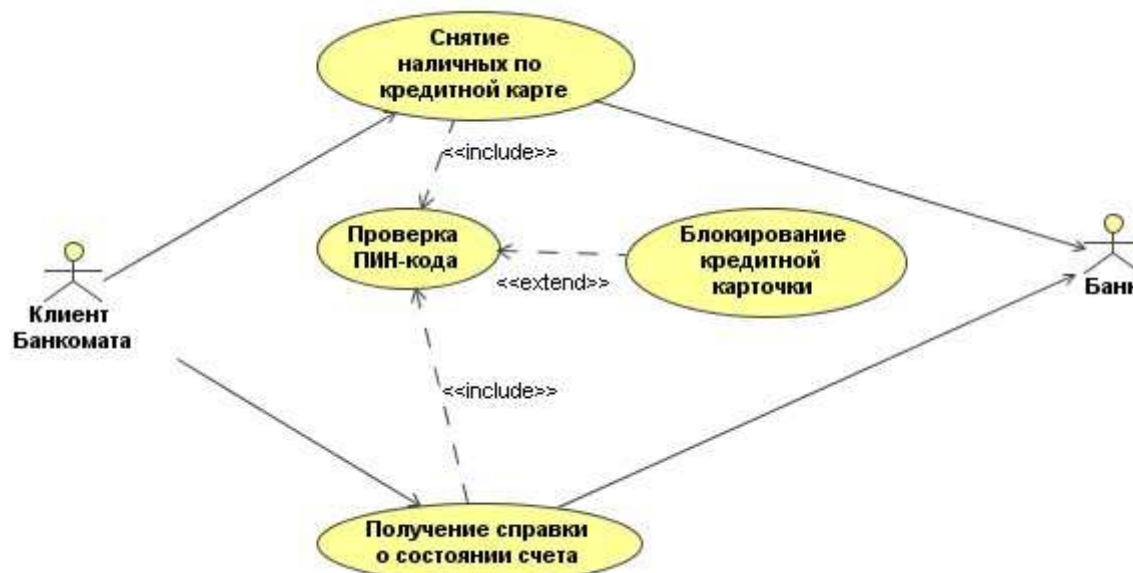 Снятие
наличных по
кредитной карте
<<include>>
Проверка
ПИН-кода
Блокирование
кредитной
карточки
<<extend>>
Клиент
Банкомата
Банк
<<include>>
Получение справки
о состоянии счета